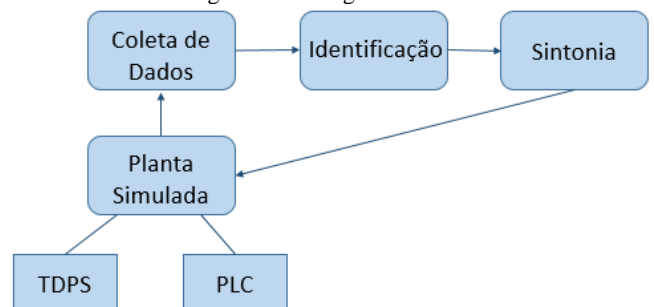 Coleta de
Dados
Identificação
Sintonia
Planta
Simulada
TDPS
PLC